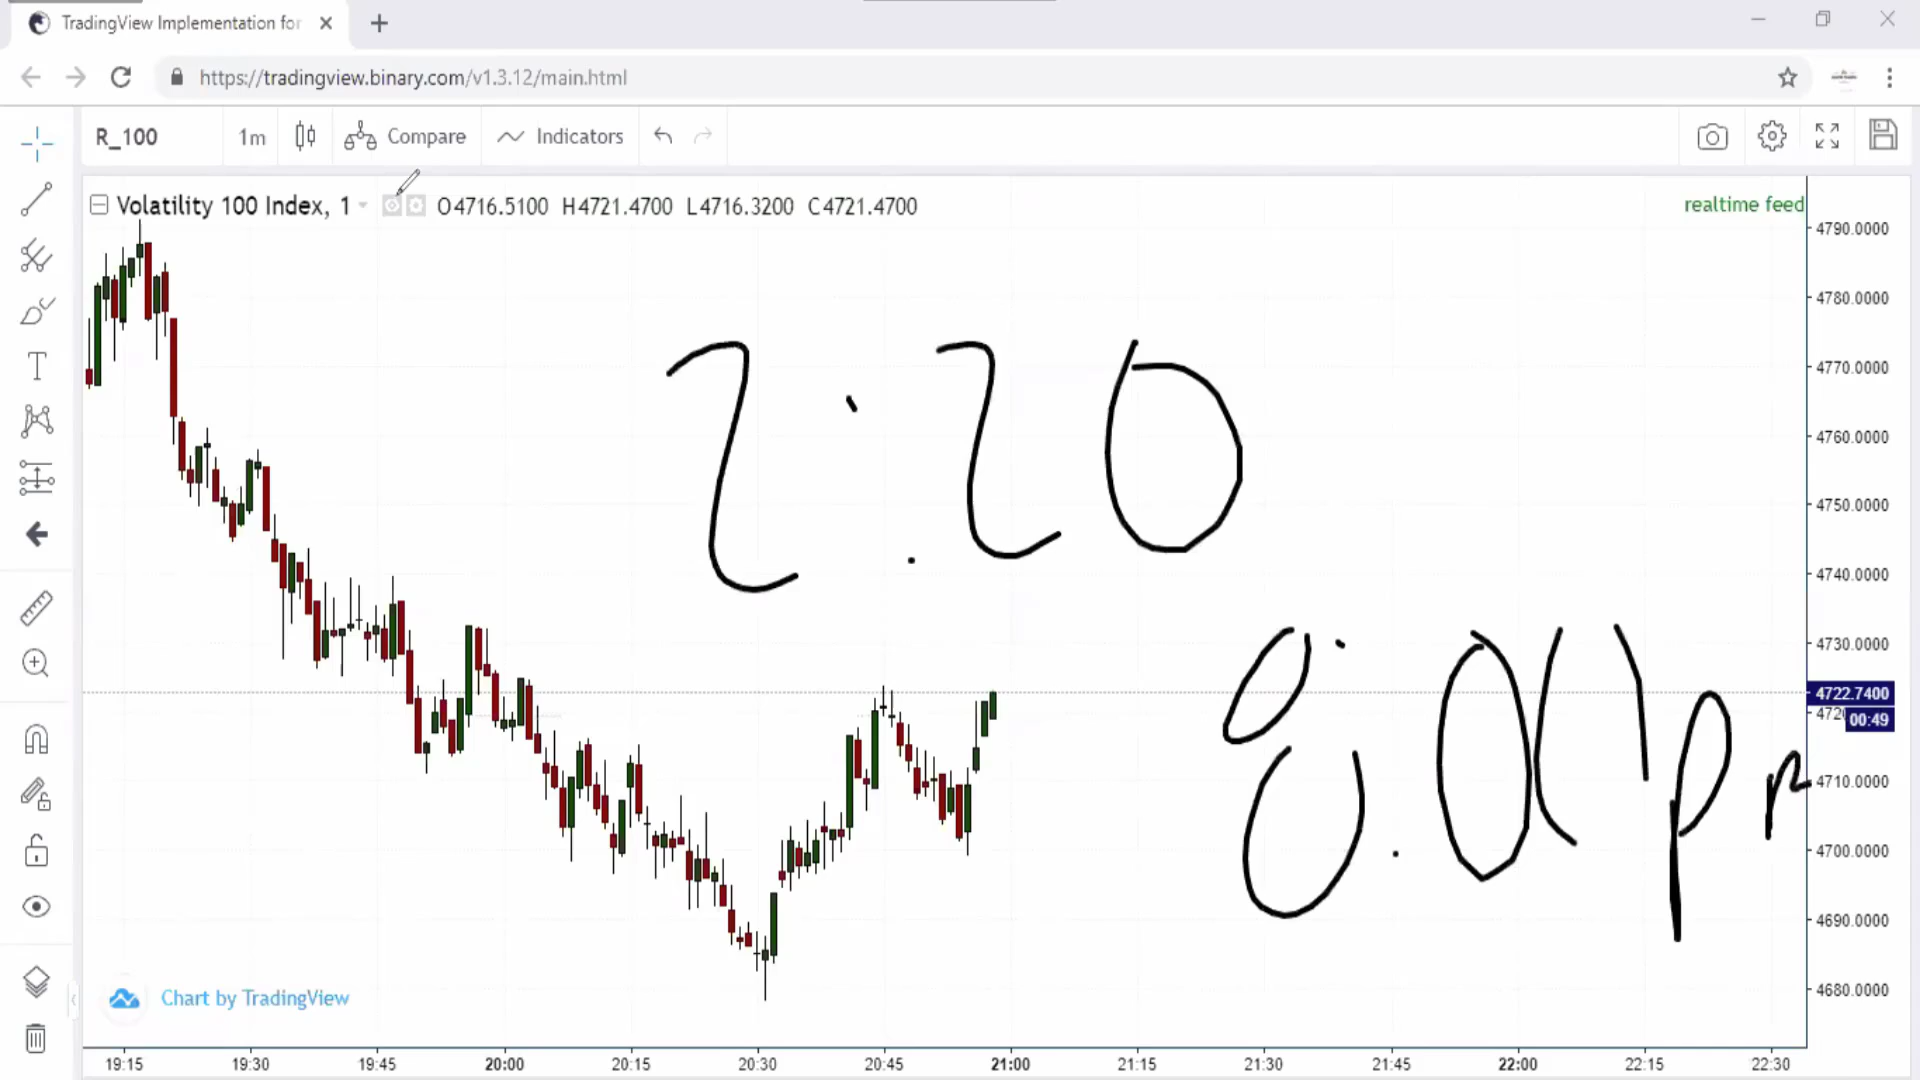 TradingView Implementation for
https://tradingview.binary.com/v1.3.12/main.html
R_100 1m Compare Indicators
Volatility 100 Index, 1 O4716.5100 H4721.4700 L4716.3200 C4721.4700
realtime feed
4790.0000
4780.0000
2:20
4770.0000
4760.0000
4750.0000
4740.0000
4730.0000
4722.7400
00:49
4710.0000
4700.0000
4690.0000
4680.0000
Chart by TradingView
19:15 19:30 19:45 20:00 20:15 20:30 20:45 21:00 21:15 21:30 21:45 22:00 22:15 22:30